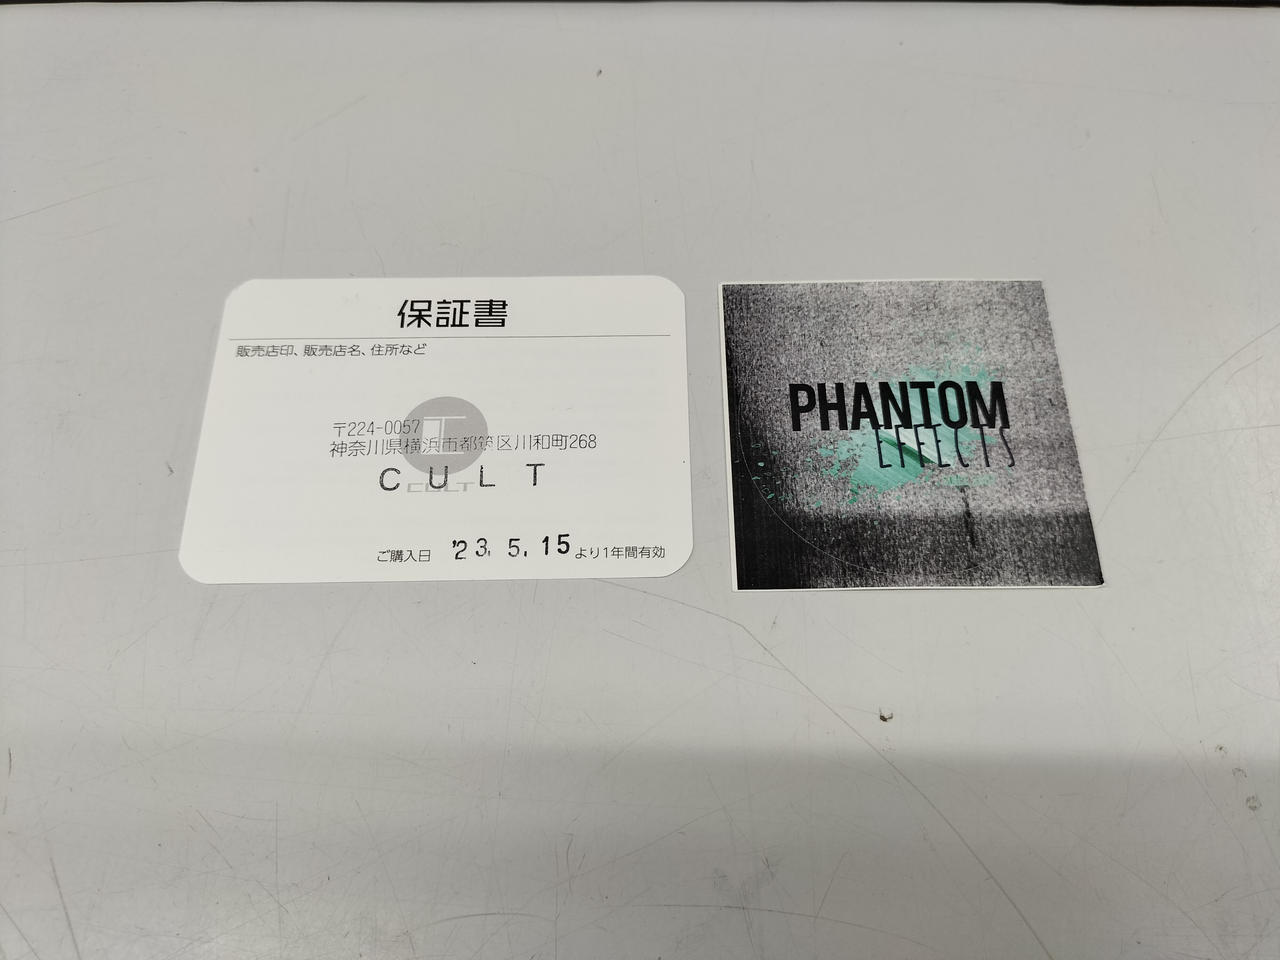 保証書
販売店印、販売店名、住所など
〒224-0057
神奈川県横浜市都筑区川和町268
CULT
CULT
ご購入日 '23. 5. 15 より1年間有効
PHANTOM
EFFECTS